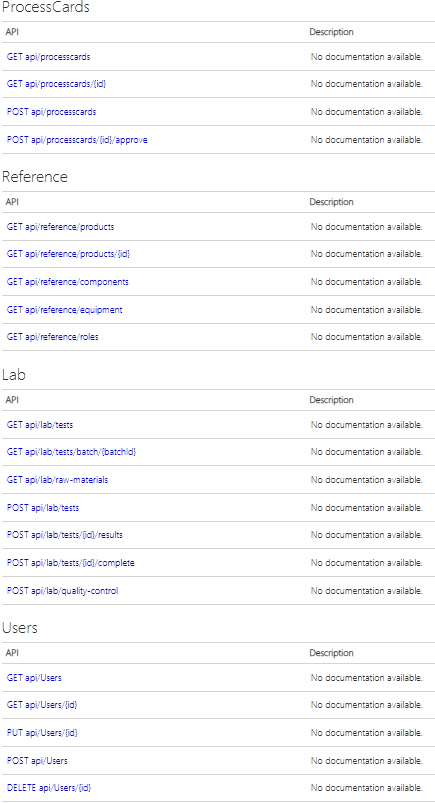 ProcessCards
API Description
GET api/processcards No documentation available.
GET api/processcards/{id} No documentation available.
POST api/processcards No documentation available.
POST api/processcards/{id}/approve No documentation available.
Reference
API Description
GET api/reference/products No documentation available.
GET api/reference/products/{id} No documentation available.
GET api/reference/components No documentation available.
GET api/reference/equipment No documentation available.
GET api/reference/roles No documentation available.
Lab
API Description
GET api/lab/tests No documentation available.
GET api/lab/tests/batch/{batchId} No documentation available.
GET api/lab/raw-materials No documentation available.
POST api/lab/tests No documentation available.
POST api/lab/tests/{id}/results No documentation available.
POST api/lab/tests/{id}/complete No documentation available.
POST api/lab/quality-control No documentation available.
Users
API Description
GET api/Users No documentation available.
GET api/Users/{id} No documentation available.
PUT api/Users/{id} No documentation available.
POST api/Users No documentation available.
DELETE api/Users/{id} No documentation available.